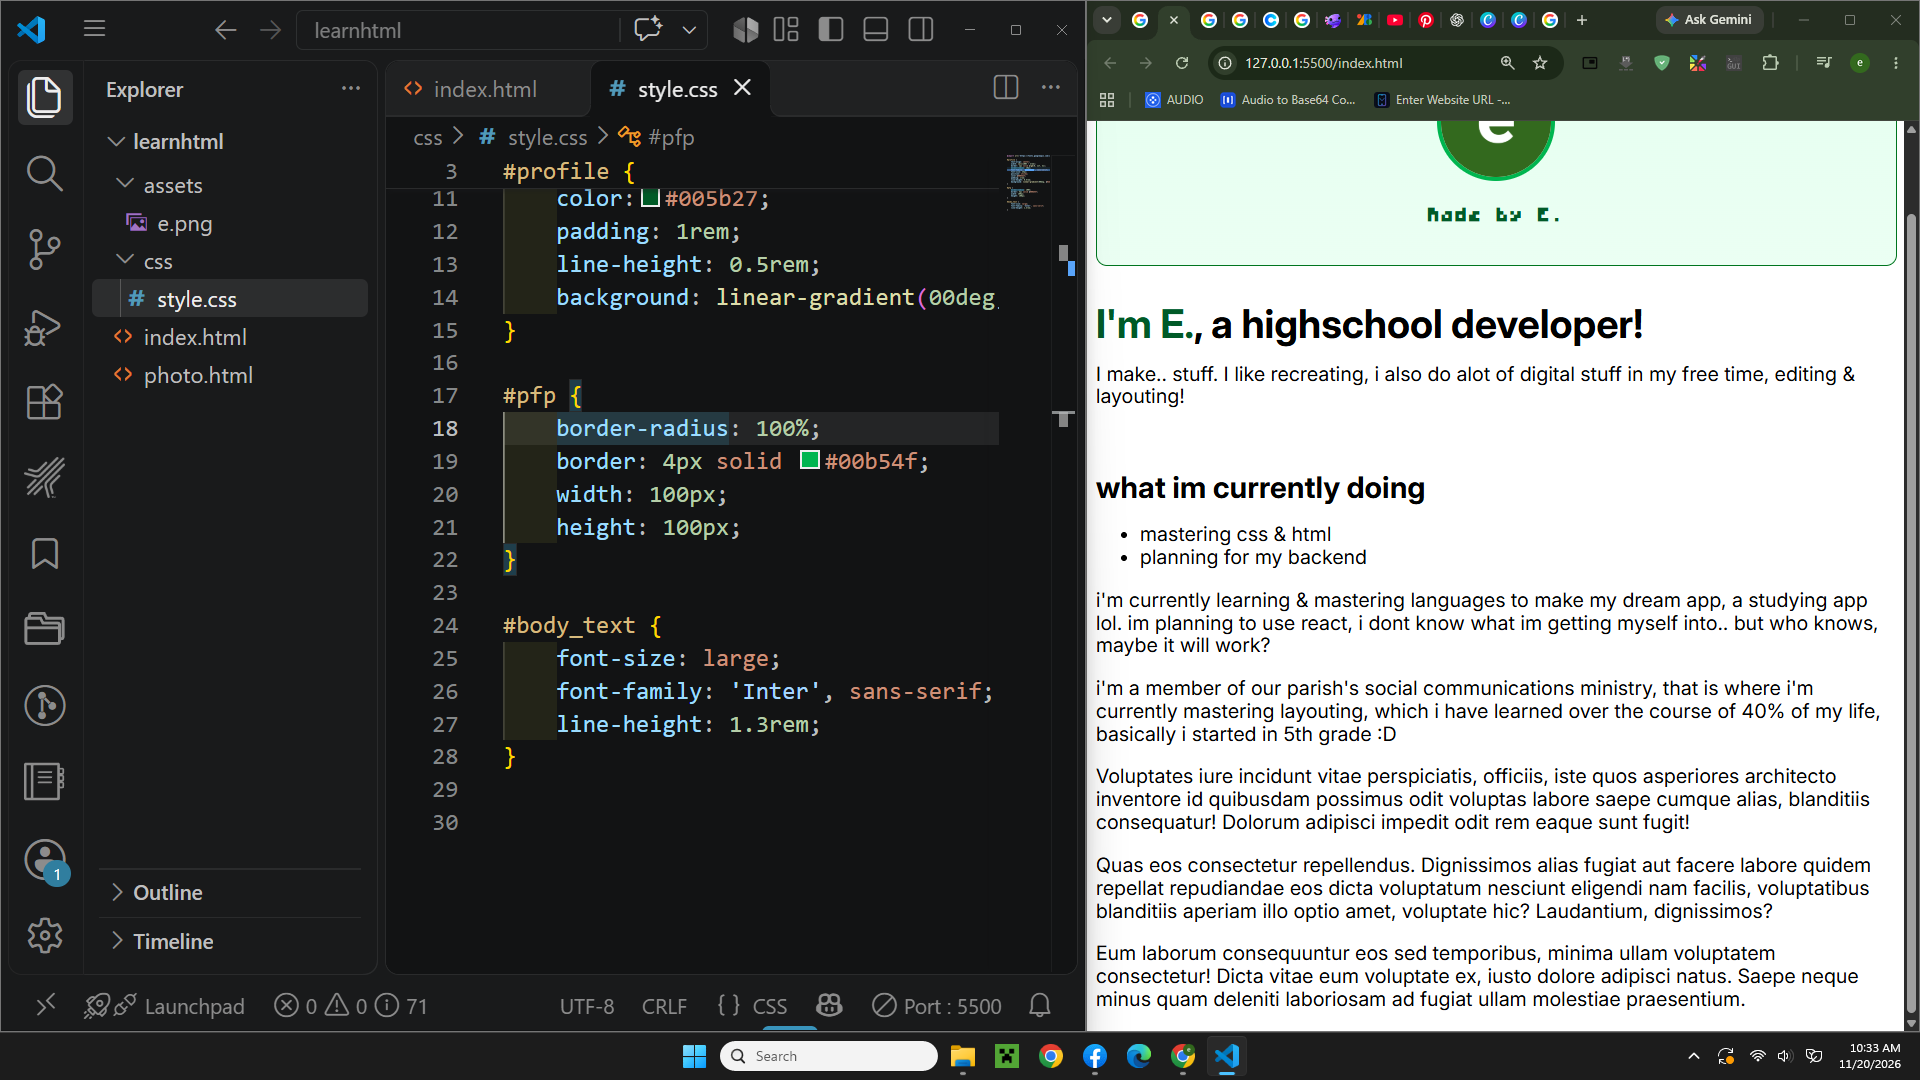 learnhtml
Explorer
learnhtml
assets
e.png
css
style.css
index.html
photo.html
Outline
Timeline
index.html
# style.css
css > # style.css > #pfp
3 #profile {
11 color: #005b27;
12 padding: 1rem;
13 line-height: 0.5rem;
14 background: linear-gradient(00deg,
15 }
16
17 #pfp {
18 border-radius: 100%;
19 border: 4px solid #00b54f;
20 width: 100px;
21 height: 100px;
22 }
23
24 #body_text {
25 font-size: large;
26 font-family: 'Inter', sans-serif;
27 line-height: 1.3rem;
28 }
29
30
1
Launchpad 0 0 71 UTF-8 CRLF {} CSS Port : 5500
Ask Gemini
127.0.0.1:5500/index.html
e
AUDIO Audio to Base64 Co... Enter Website URL -...
e
Made by E.
I'm E., a highschool developer!
I make.. stuff. I like recreating, i also do alot of digital stuff in my free time, editing &
layouting!
what im currently doing
• mastering css & html
• planning for my backend
i'm currently learning & mastering languages to make my dream app, a studying app
lol. im planning to use react, i dont know what im getting myself into.. but who knows,
maybe it will work?
i'm a member of our parish's social communications ministry, that is where i'm
currently mastering layouting, which i have learned over the course of 40% of my life,
basically i started in 5th grade :D
Voluptates iure incidunt vitae perspiciatis, officiis, iste quos asperiores architecto
inventore id quibusdam possimus odit voluptas labore saepe cumque alias, blanditiis
consequatur! Dolorum adipisci impedit odit rem eaque sunt fugit!
Quas eos consectetur repellendus. Dignissimos alias fugiat aut facere labore quidem
repellat repudiandae eos dicta voluptatum nesciunt eligendi nam facilis, voluptatibus
blanditiis aperiam illo optio amet, voluptate hic? Laudantium, dignissimos?
Eum laborum consequuntur eos sed temporibus, minima ullam voluptatem
consectetur! Dicta vitae eum voluptate ex, iusto dolore adipisci natus. Saepe neque
minus quam deleniti laboriosam ad fugiat ullam molestiae praesentium.
Search
10:33 AM
11/20/2026